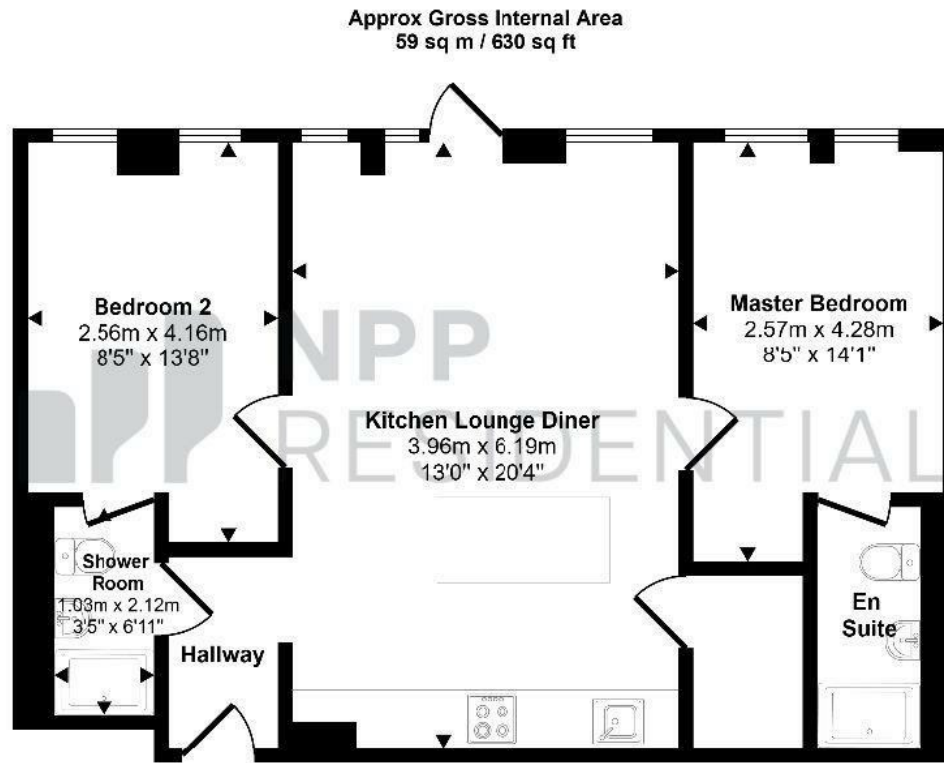 Approx Gross Internal Area
59 sq m / 630 sq ft
Bedroom 2
2.56m x 4.16m
8'5" x 13'8"
Master Bedroom
2.57m x 4.28m
8'5" x 14'1"
NPP
RESIDENTIAL
Kitchen Lounge Diner
3.96m x 6.19m
13'0" x 20'4"
Shower
Room
1.03m x 2.12m
3'5" x 6'11"
Hallway
En
Suite